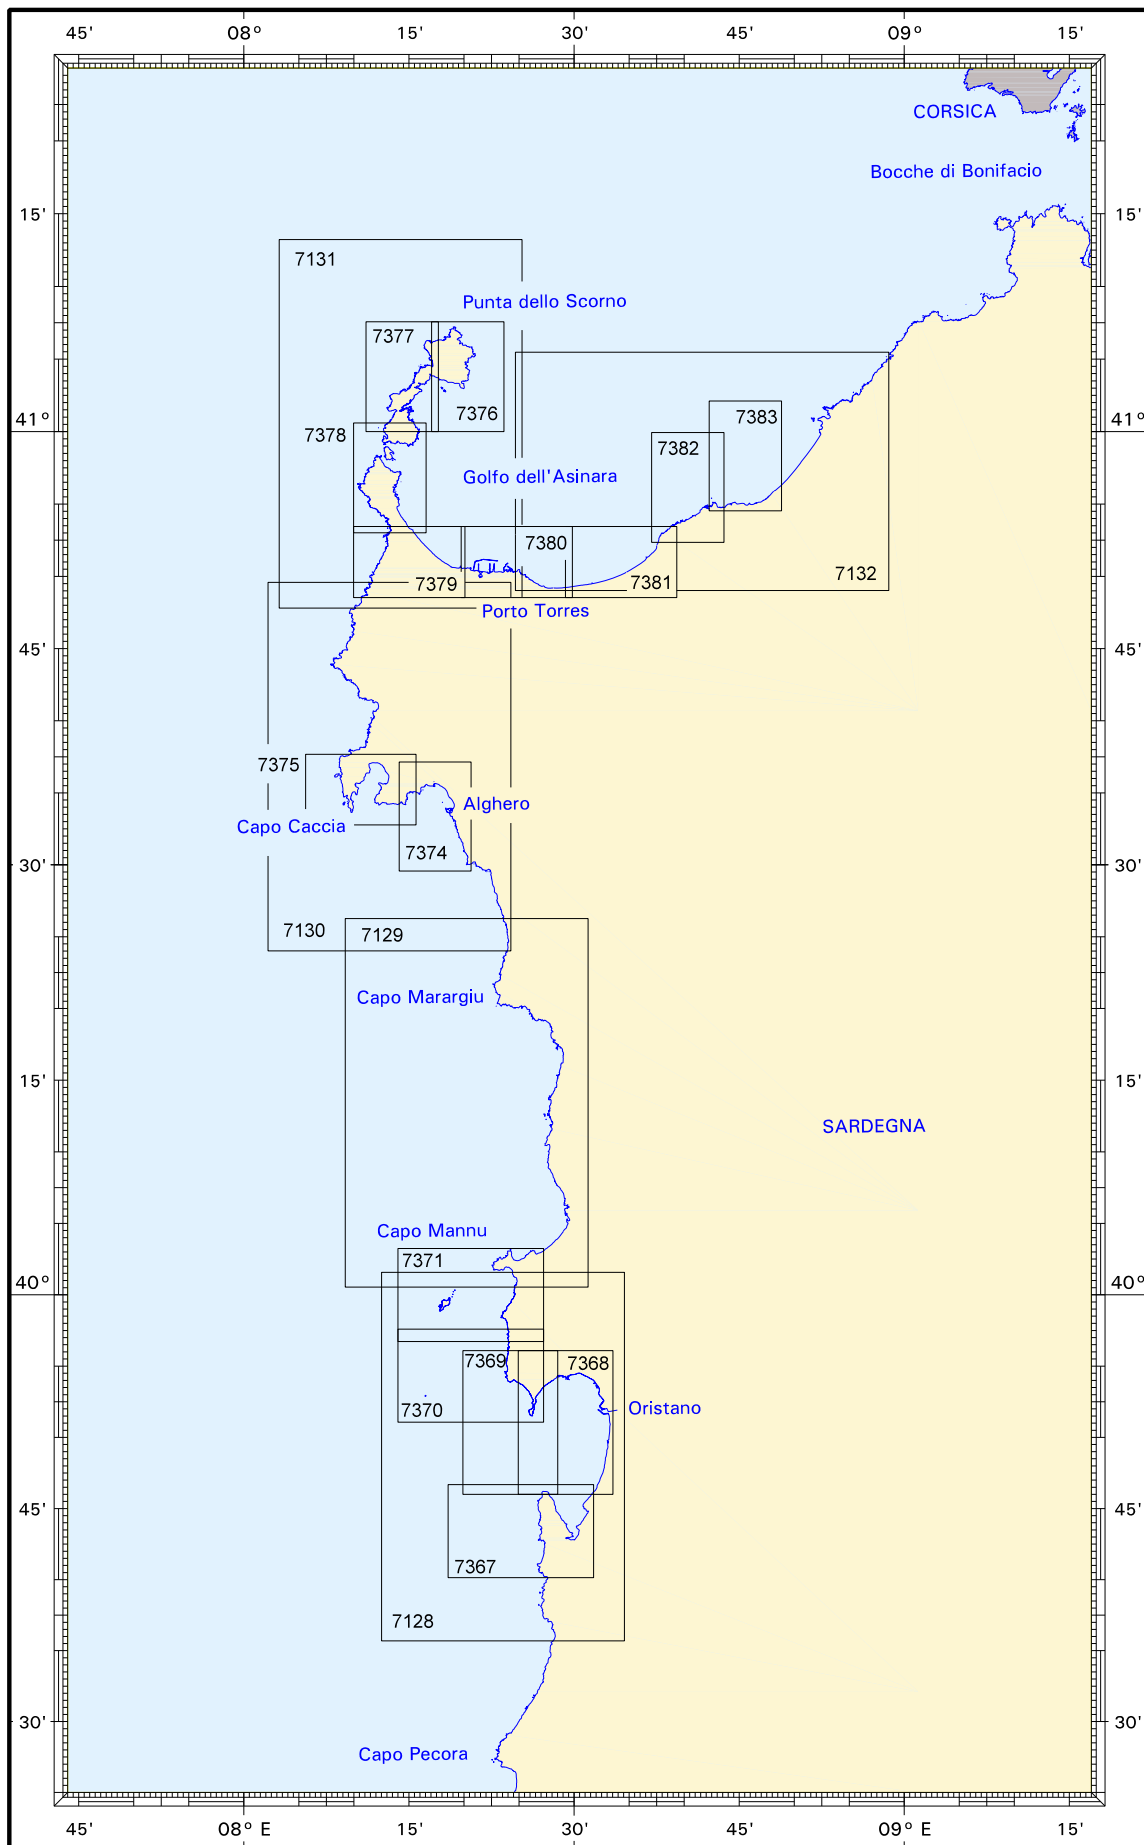 45' 08° 15' 30' 45' 09° 15'
CORSICA
Bocche di Bonifacio
15' 15'
7131
Punta dello Scorno
7377
7376
7383
41° 41°
7378
7382
Golfo dell'Asinara
7380
7132
7379
7381
Porto Torres
45' 45'
7375
Alghero
Capo Caccia
7374
30' 30'
7130
7129
Capo Marargiu
15' 15'
SARDEGNA
Capo Mannu
7371
40° 40°
7369
7368
7370
Oristano
45' 45'
7367
7128
30' 30'
Capo Pecora
45' 08° E 15' 30' 45' 09° E 15'